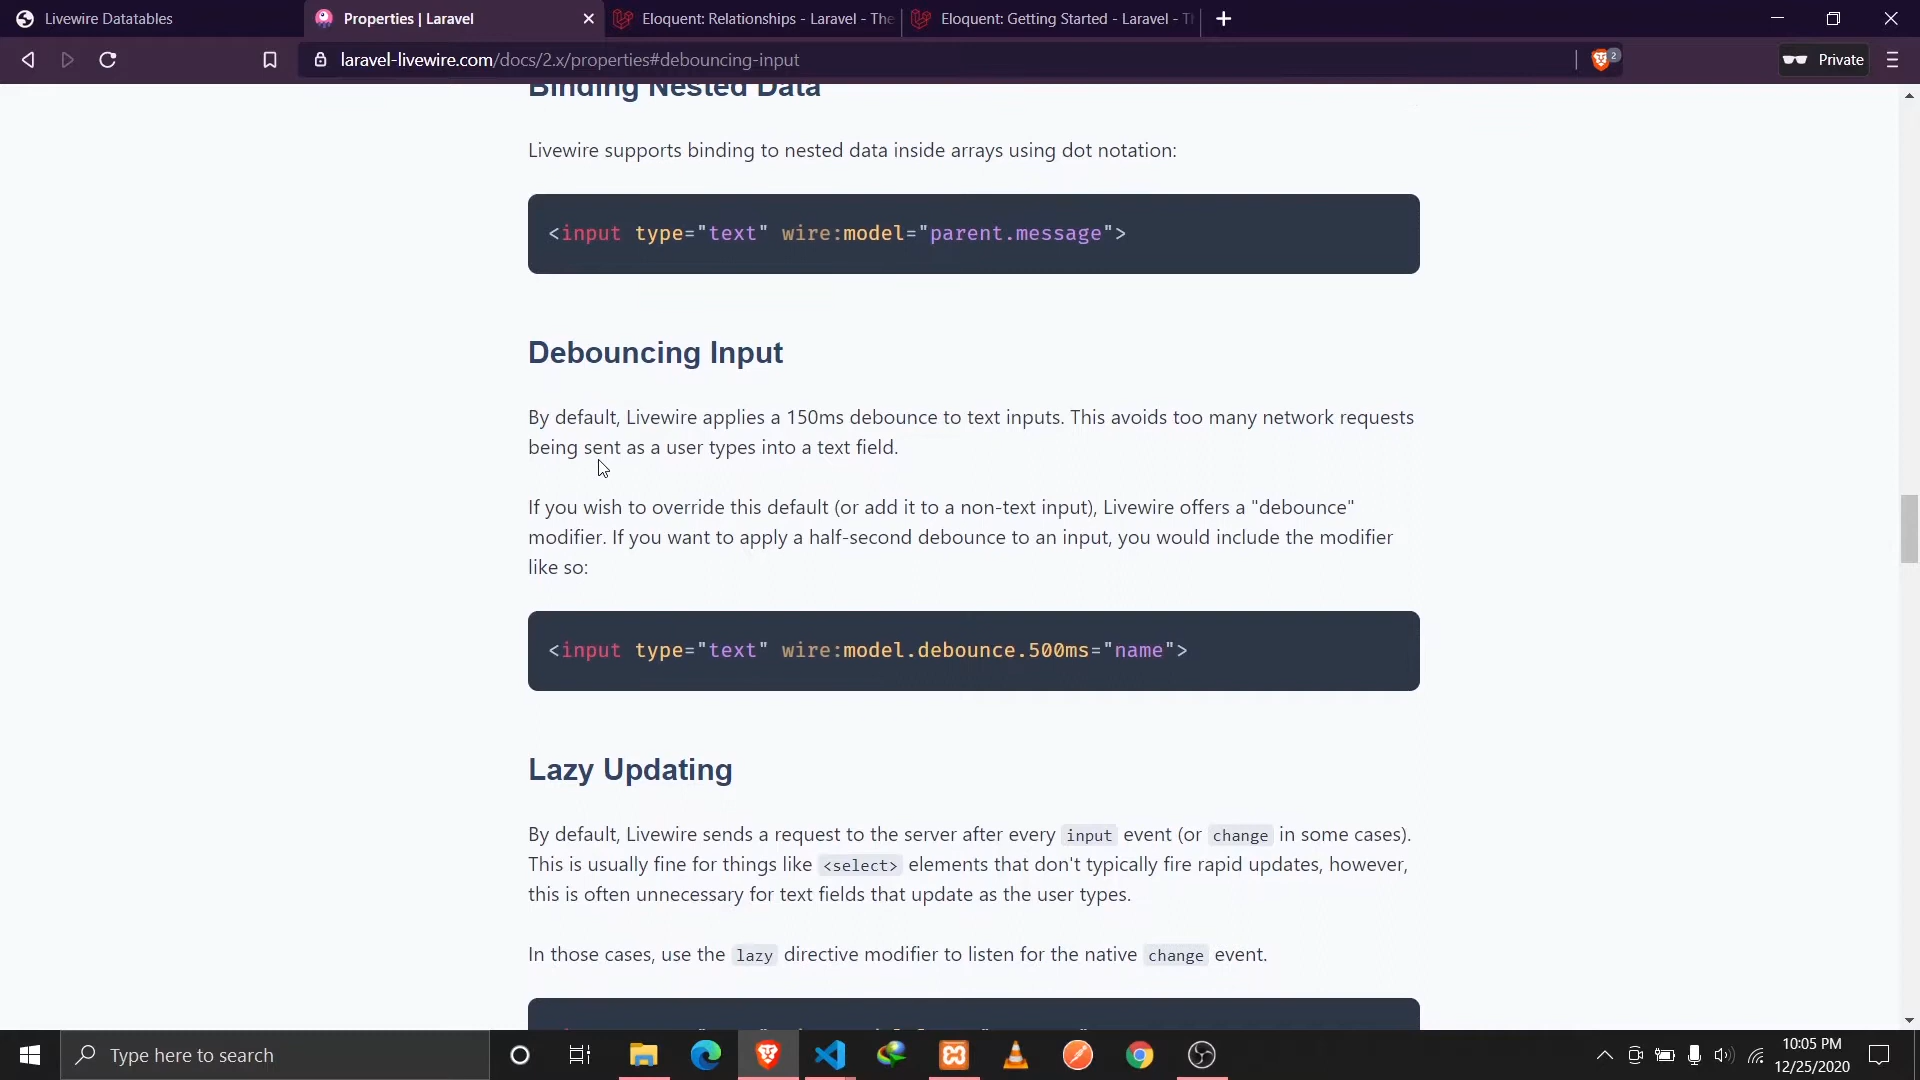 Livewire Datatables
Properties | Laravel
Eloquent: Relationships - Laravel - The
Eloquent: Getting Started - Laravel - Th
laravel-livewire.com/docs/2.x/properties#debouncing-input
2
Private
Binding Nested Data
Livewire supports binding to nested data inside arrays using dot notation:
<input type="text" wire:model="parent.message">
Debouncing Input
By default, Livewire applies a 150ms debounce to text inputs. This avoids too many network requests
being sent as a user types into a text field.
If you wish to override this default (or add it to a non-text input), Livewire offers a "debounce"
modifier. If you want to apply a half-second debounce to an input, you would include the modifier
like so:
<input type="text" wire:model.debounce.500ms="name">
Lazy Updating
By default, Livewire sends a request to the server after every input event (or change in some cases).
This is usually fine for things like <select> elements that don't typically fire rapid updates, however,
this is often unnecessary for text fields that update as the user types.
In those cases, use the lazy directive modifier to listen for the native change event.
Type here to search
10:05 PM
12/25/2020